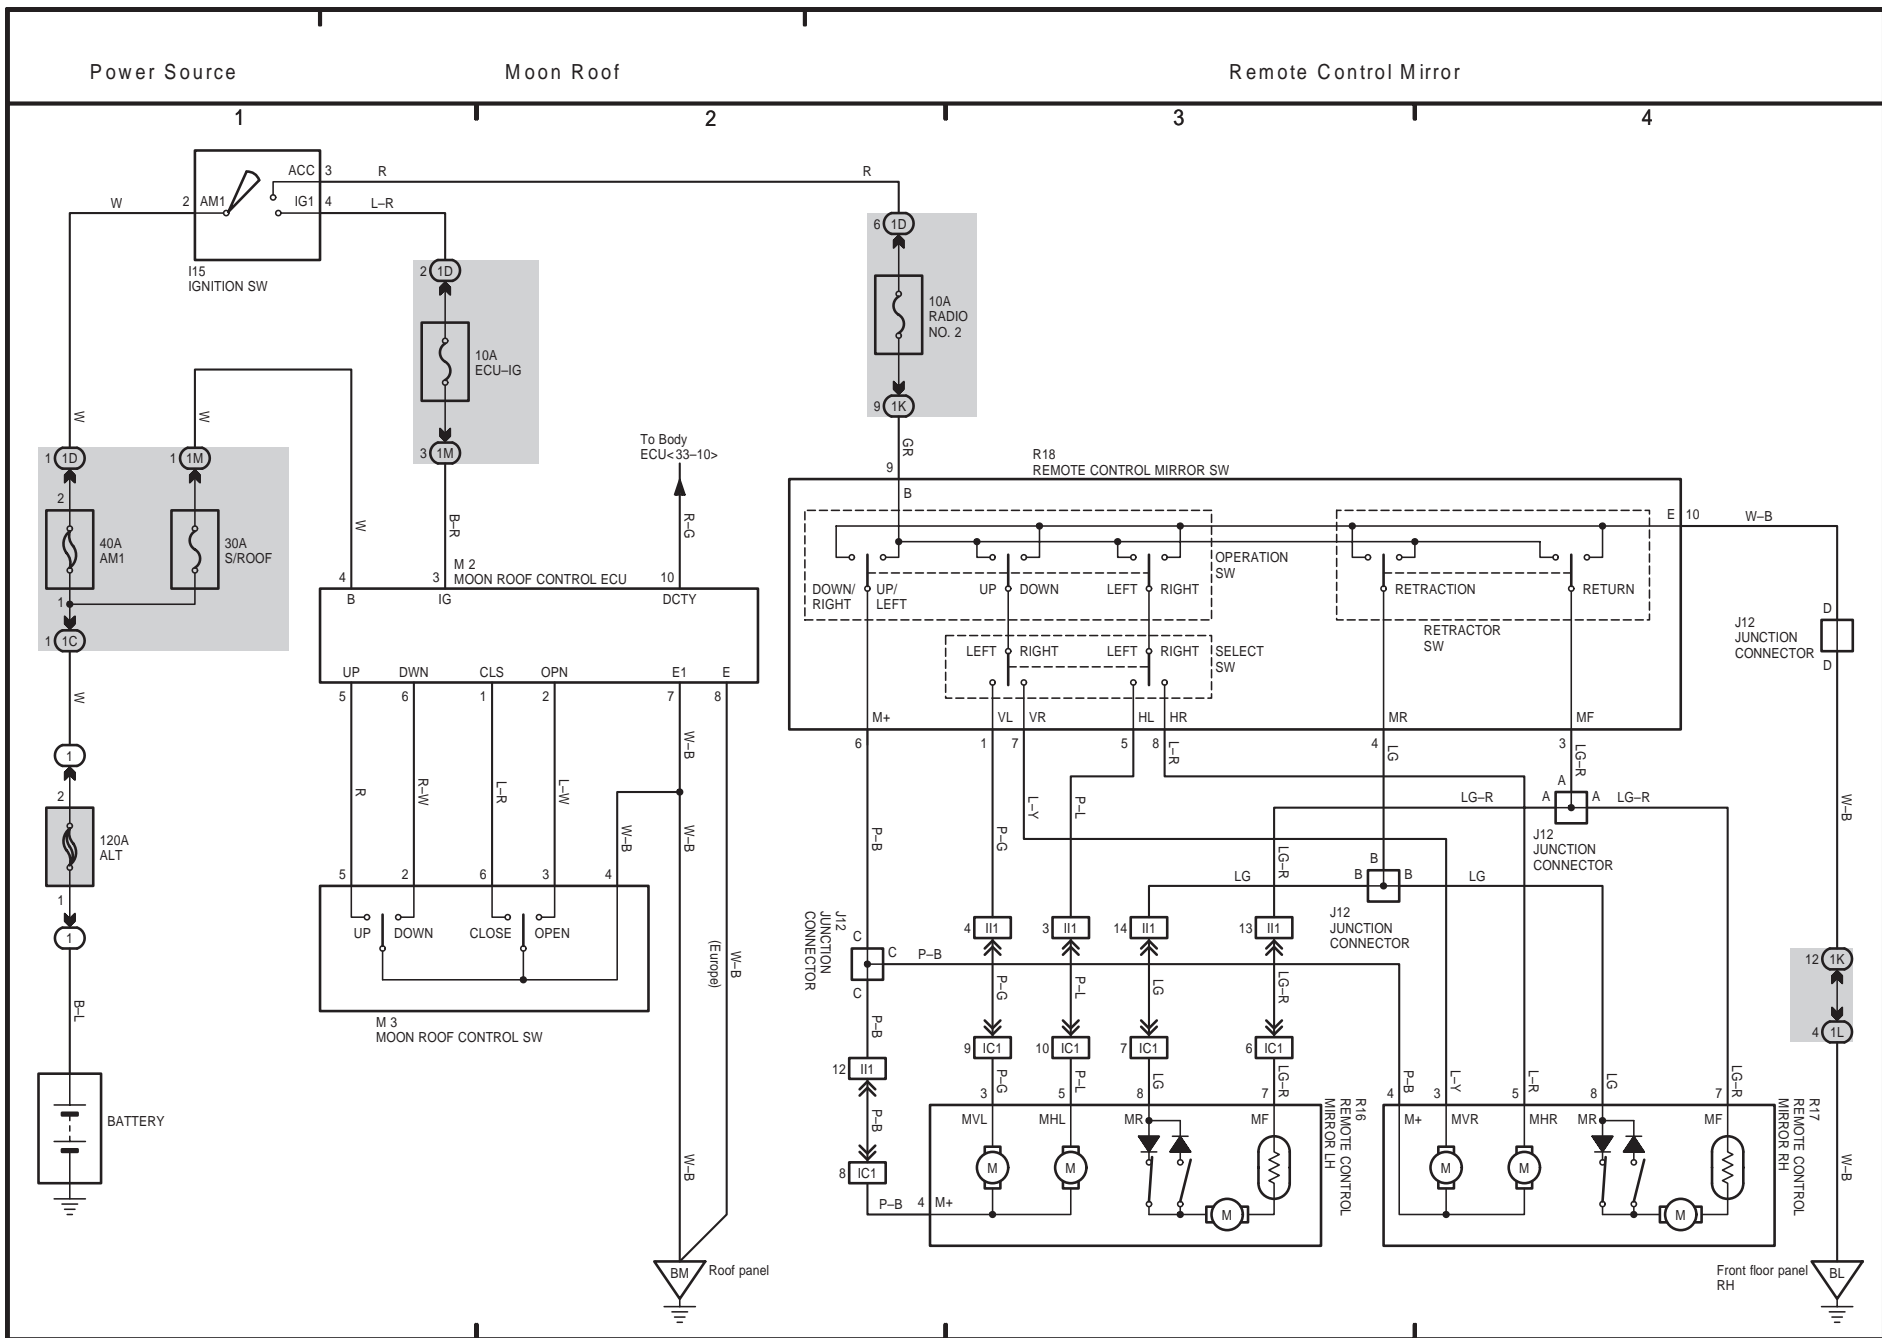 Power Source
Moon Roof
Remote Control Mirror
1
2
3
4
ACC 3
R
R
W
2 AM1
IG1 4
L–R
I15
IGNITION SW
6 1D
10A
RADIO
NO. 2
9 1K
GR
9
2 1D
10A
ECU–IG
3 1M
B–R
W
W
1 1D
1 1M
2
40A
AM1
30A
S/ROOF
1
1 1C
W
W
1
2
120A
ALT
1
1
B–L
BATTERY
To Body
ECU<33–10>
R–G
M 2
MOON ROOF CONTROL ECU
4
3
10
B
IG
DCTY
UP
DWN
CLS
OPN
E1
E
5
6
1
2
7
8
R
R–W
L–R
L–W
W–B
W–B
W–B
5
2
6
3
4
UP
DOWN
CLOSE
OPEN
M 3
MOON ROOF CONTROL SW
W–B
(Europe)
W–B
BM
Roof panel
R18
REMOTE CONTROL MIRROR SW
B
E 10
W–B
OPERATION
SW
DOWN/
RIGHT
UP/
LEFT
UP
DOWN
LEFT
RIGHT
RETRACTION
RETURN
RETRACTOR
SW
LEFT
RIGHT
LEFT
RIGHT
SELECT
SW
M+
VL
VR
HL
HR
MR
MF
6
1
7
5
8
4
3
L–R
LG
LG–R
P–B
P–G
L–Y
P–L
LG–R
A
A
A
LG–R
LG–R
J12
JUNCTION
CONNECTOR
LG
B
B
B
LG
J12
JUNCTION
CONNECTOR
D
J12
JUNCTION
CONNECTOR
D
W–B
J12
JUNCTION
CONNECTOR
C
C
C
P–B
4 II1
3 II1
14 II1
13 II1
P–G
P–L
LG
LG–R
9 IC1
10 IC1
7 IC1
6 IC1
P–B
12 II1
P–B
8 IC1
P–B
P–G
P–L
LG
LG–R
3
5
8
7
4 M+
MVL
MHL
MR
MF
M
M
M
R16
REMOTE CONTROL
MIRROR LH
P–B
L–Y
L–R
LG
LG–R
4
3
5
8
7
M+
MVR
MHR
MR
MF
M
M
M
R17
REMOTE CONTROL
MIRROR RH
12 1K
4 1L
W–B
Front floor panel
RH
BL